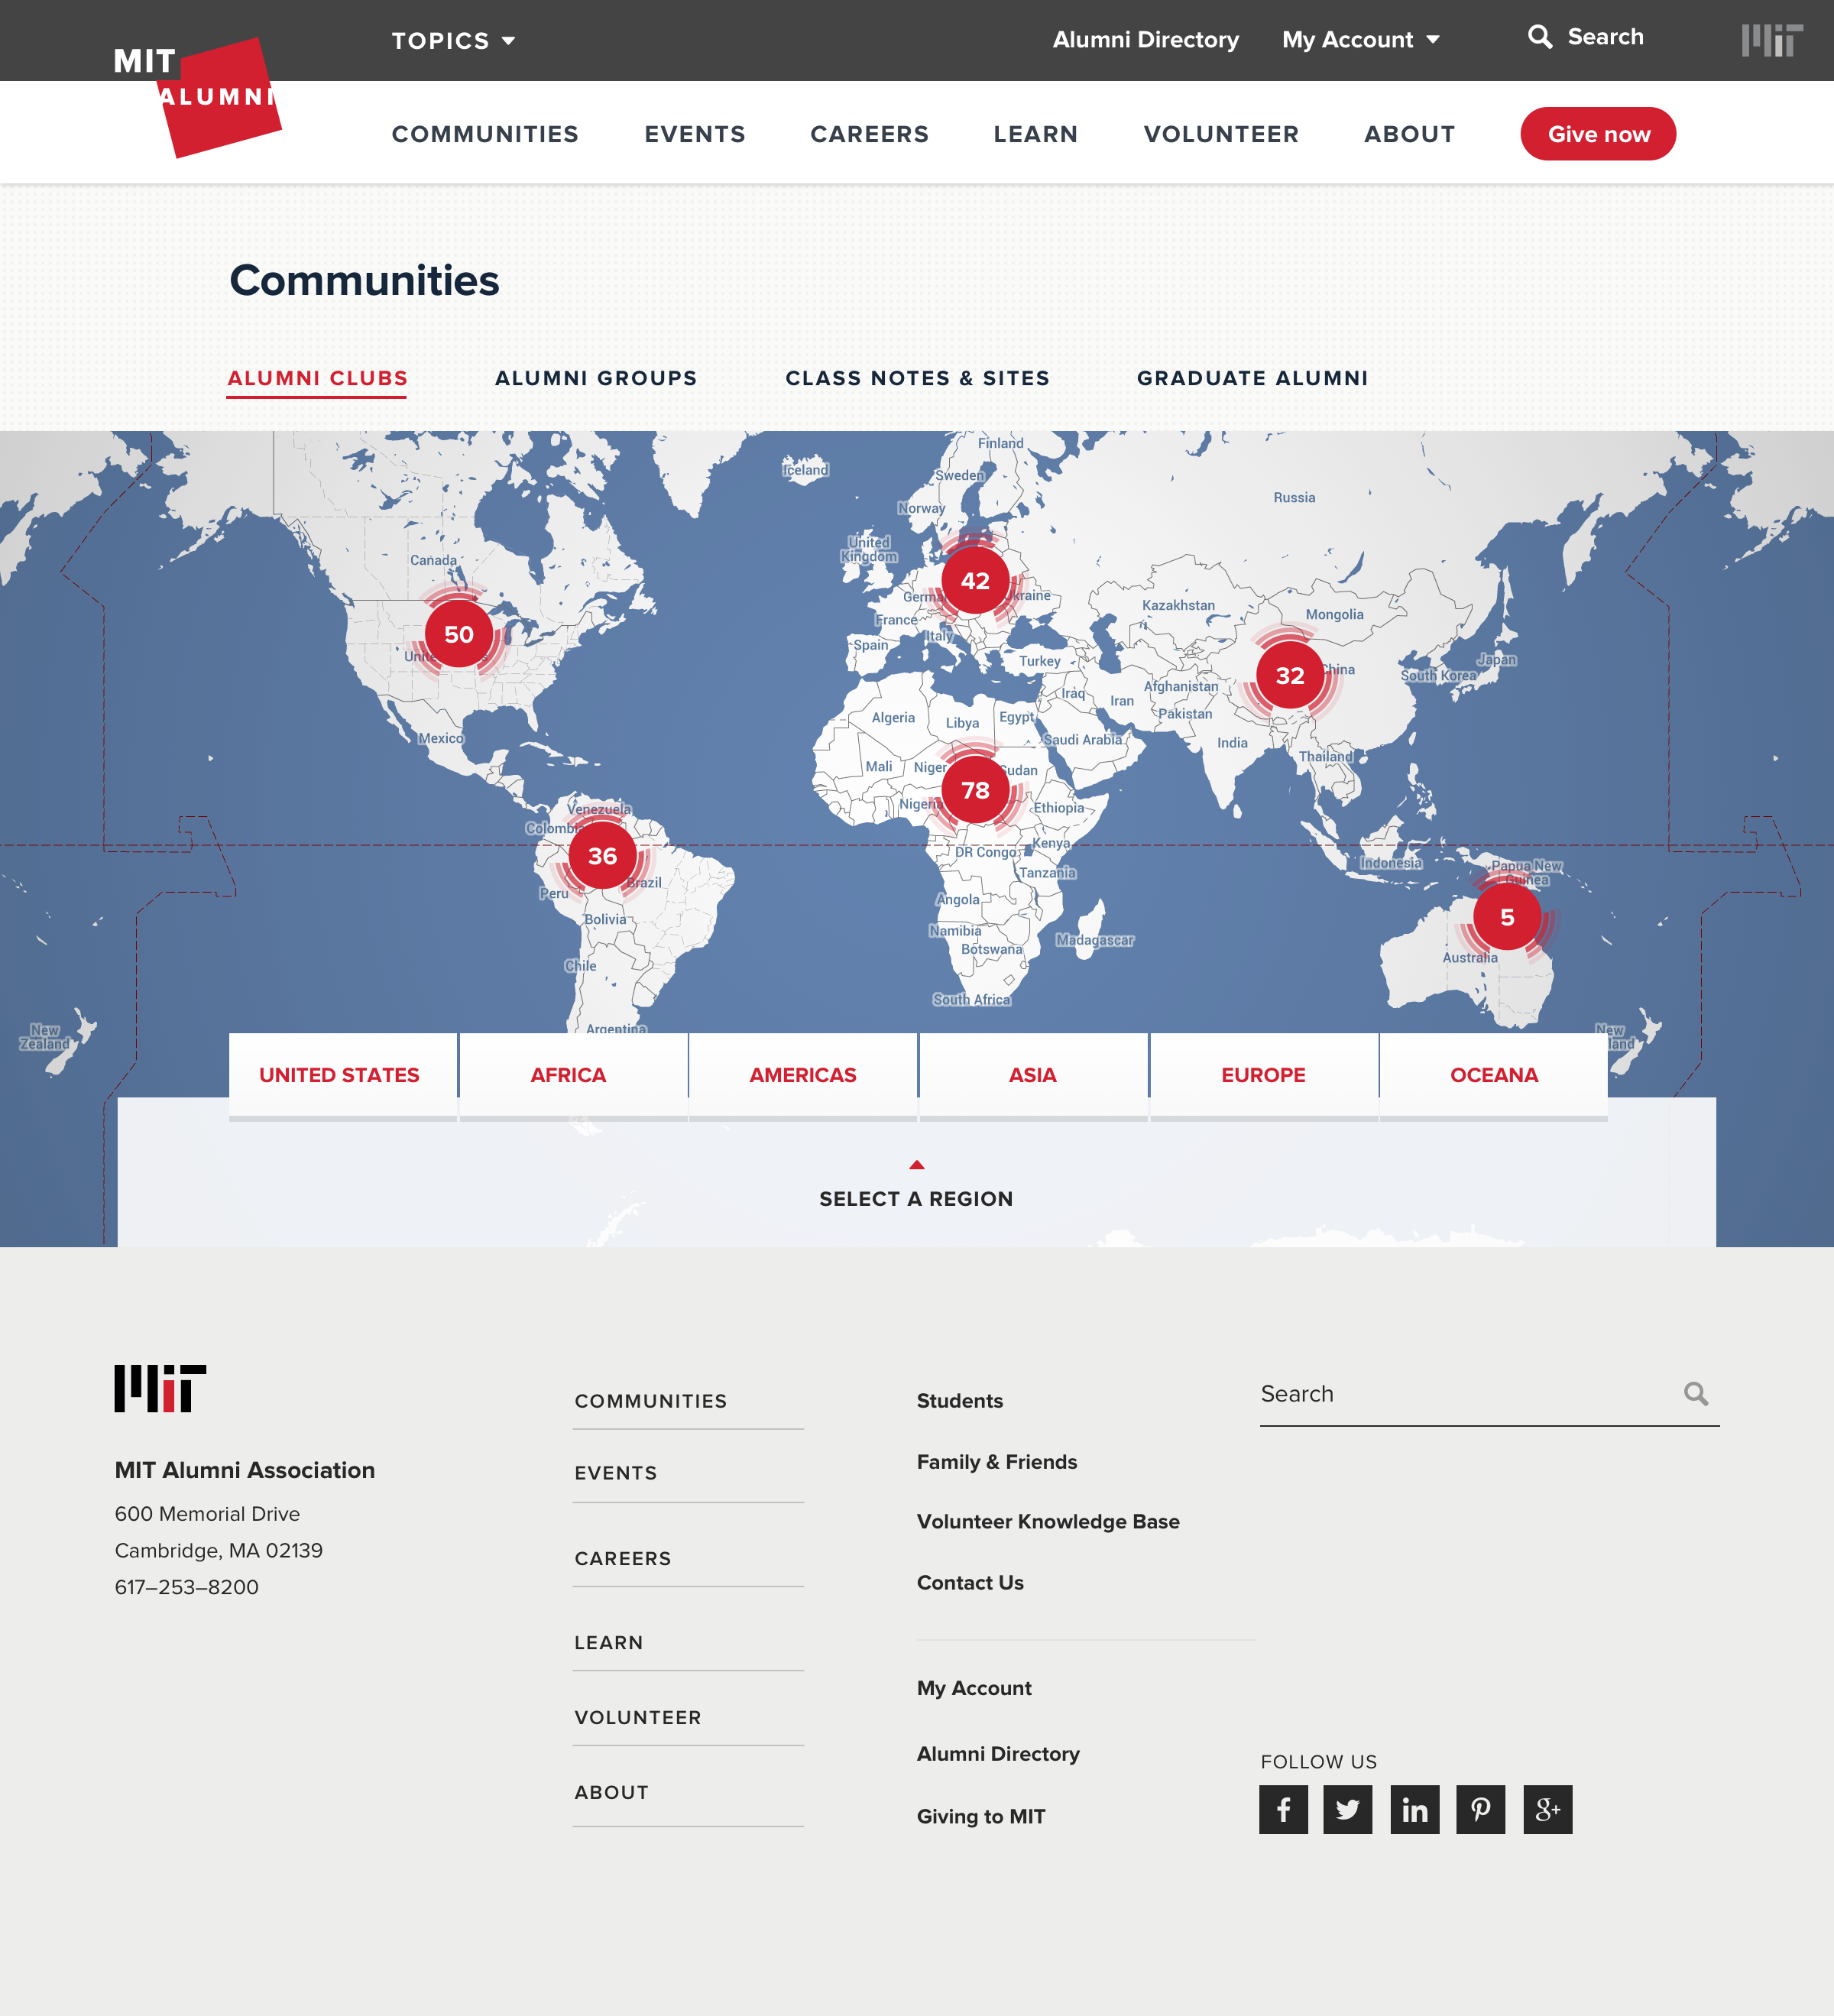 MIT
ALUMNI
TOPICS
Alumni Directory
My Account
Search
MIT
COMMUNITIES
EVENTS
CAREERS
LEARN
VOLUNTEER
ABOUT
Give now
Communities
ALUMNI CLUBS
ALUMNI GROUPS
CLASS NOTES & SITES
GRADUATE ALUMNI
Finland
Iceland
Sweden
Russia
Norway
United
Kingdom
Canada
42
Germa
kraine
Kazakhstan
Mongolia
France
50
Italy
Spain
Unite
s
Turkey
Japan
China
South Korea
32
Afghanistan
Iraq
Iran
Pakistan
Algeria
Libya
Egypt
Mexico
Saudi Arabia
India
Thailand
Mali
Niger
Sudan
78
Nigeria
Ethiopia
Venezuela
Colombi
Kenya
DR Congo
36
Indonesia
Papua New
Guinea
Tanzania
Brazil
Peru
Angola
5
Bolivia
Namibia
Madagascar
Botswana
Australia
Chile
South Africa
Argentina
New
Zealand
New
land
UNITED STATES
AFRICA
AMERICAS
ASIA
EUROPE
OCEANA
SELECT A REGION
MIT
MIT Alumni Association
600 Memorial Drive
Cambridge, MA 02139
617–253–8200
COMMUNITIES
EVENTS
CAREERS
LEARN
VOLUNTEER
ABOUT
Students
Family & Friends
Volunteer Knowledge Base
Contact Us
My Account
Alumni Directory
Giving to MIT
Search
FOLLOW US
f
in
g+